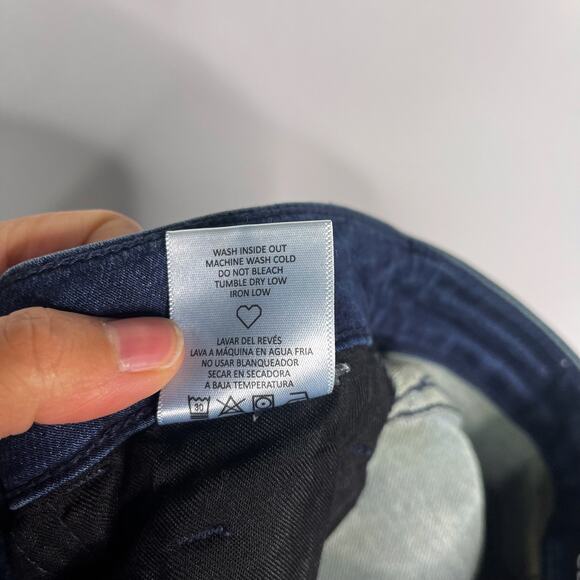 WASH INSIDE OUT
MACHINE WASH COLD
DO NOT BLEACH
TUMBLE DRY LOW
IRON LOW
LAVAR DEL REVÉS
LAVA A MÁQUINA EN AGUA FRIA
NO USAR BLANQUEADOR
SECAR EN SECADORA
A BAJA TEMPERATURA
30